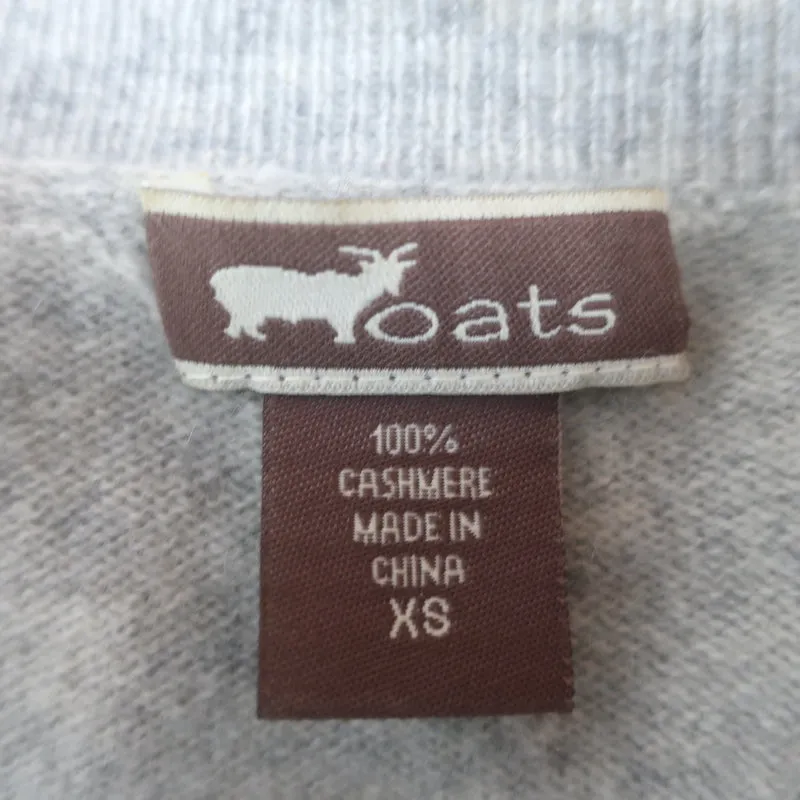 oats
100%
CASHMERE
MADE IN
CHINA
XS